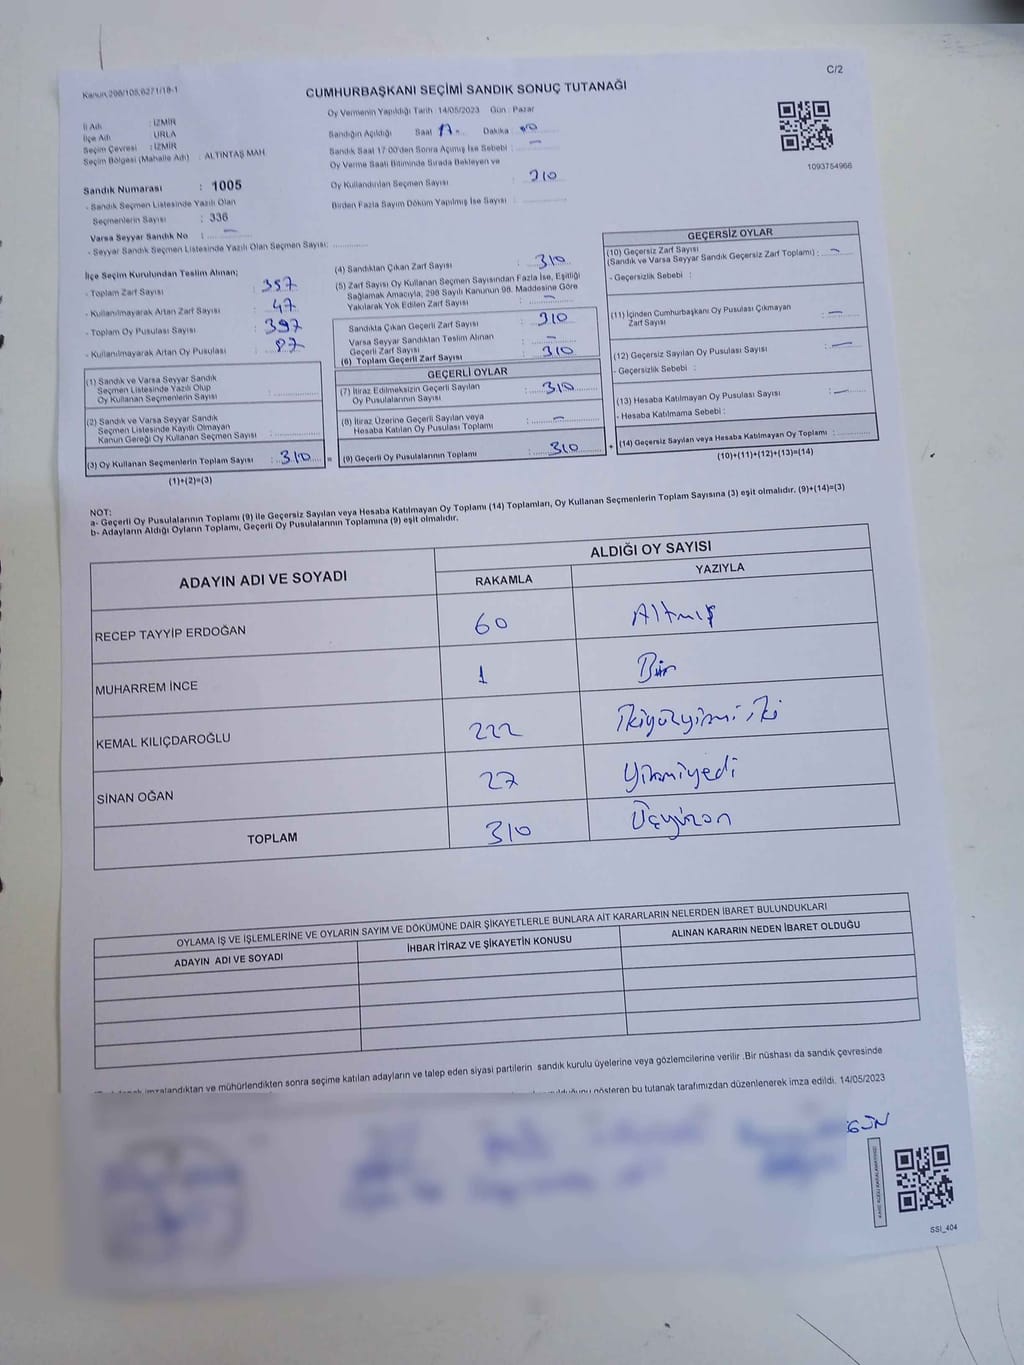 C/2
Kanun 298/105,6271/18-1
CUMHURBAŞKANI SEÇİMİ SANDIK SONUÇ TUTANAĞI
Oy Vermenin Yapıldığı Tarih :14/05/2023 Gün : Pazar
İl Adı : İZMİR
İlçe Adı : URLA
Seçim Çevresi : İZMİR
Seçim Bölgesi (Mahalle Adı) : ALTINTAŞ MAH
Sandığın Açıldığı Saat 17 Dakika 00
Sandık Saat 17:00'den Sonra Açımış İse Sebebi : —
Oy Verme Saati Bitiminde Sırada Bekleyen ve
Oy Kullandırılan Seçmen Sayısı : 310
Birden Fazla Sayım Döküm Yapılmış İse Sayısı :
1093754966
Sandık Numarası : 1005
- Sandık Seçmen Listesinde Yazılı Olan
Seçmenlerin Sayısı : 336
Varsa Seyyar Sandık No : —
- Seyyar Sandık Seçmen Listesinde Yazılı Olan Seçmen Sayısı:
İlçe Seçim Kurulundan Teslim Alınan;
- Toplam Zarf Sayısı : 357
- Kullanılmayarak Artan Zarf Sayısı : 47
- Toplam Oy Pusulası Sayısı : 397
- Kullanılmayarak Artan Oy Pusulası : 87
(1) Sandık ve Varsa Seyyar Sandık
Seçmen Listesinde Yazılı Olup
Oy Kullanan Seçmenlerin Sayısı :
(2) Sandık ve Varsa Seyyar Sandık
Seçmen Listesinde Kayıtlı Olmayan
Kanun Gereği Oy Kullanan Seçmen Sayısı :
(3) Oy Kullanan Seçmenlerin Toplam Sayısı : 310 =
(1)+(2)=(3)
(4) Sandıktan Çıkan Zarf Sayısı : 310
(5) Zarf Sayısı Oy Kullanan Seçmen Sayısından Fazla İse, Eşitliği
Sağlamak Amacıyla, 298 Sayılı Kanunun 98. Maddesine Göre
Yakılarak Yok Edilen Zarf Sayısı : —
Sandıkta Çıkan Geçerli Zarf Sayısı : 310
Varsa Seyyar Sandıktan Teslim Alınan
Geçerli Zarf Sayısı : —
(6) Toplam Geçerli Zarf Sayısı : 310
GEÇERLİ OYLAR
(7) İtiraz Edilmeksizin Geçerli Sayılan
Oy Pusulalarının Sayısı : 310
(8) İtiraz Üzerine Geçerli Sayılan veya
Hesaba Katılan Oy Pusulası Toplamı : —
(9) Geçerli Oy Pusulalarının Toplamı : 310 +
GEÇERSİZ OYLAR
(10) Geçersiz Zarf Sayısı
(Sandık ve Varsa Seyyar Sandık Geçersiz Zarf Toplamı) : —
- Geçersizlik Sebebi :
(11) İçinden Cumhurbaşkanı Oy Pusulası Çıkmayan
Zarf Sayısı : —
(12) Geçersiz Sayılan Oy Pusulası Sayısı : —
- Geçersizlik Sebebi :
(13) Hesaba Katılmayan Oy Pusulası Sayısı : —
- Hesaba Katılmama Sebebi :
(14) Geçersiz Sayılan veya Hesaba Katılmayan Oy Toplamı :
(10)+(11)+(12)+(13)=(14)
NOT:
a- Geçerli Oy Pusulalarının Toplamı (9) ile Geçersiz Sayılan veya Hesaba Katılmayan Oy Toplamı (14) Toplamları, Oy Kullanan Seçmenlerin Toplam Sayısına (3) eşit olmalıdır. (9)+(14)=(3)
b- Adayların Aldığı Oyların Toplamı, Geçerli Oy Pusulalarının Toplamına (9) eşit olmalıdır.
ADAYIN ADI VE SOYADI
ALDIĞI OY SAYISI
RAKAMLA YAZIYLA
RECEP TAYYİP ERDOĞAN 60 Altmış
MUHARREM İNCE 1 Bir
KEMAL KILIÇDAROĞLU 222 İkiyüzyirmi iki
SİNAN OĞAN 27 Yirmiyedi
TOPLAM 310 Üçyüzon
OYLAMA İŞ VE İŞLEMLERİNE VE OYLARIN SAYIM VE DÖKÜMÜNE DAİR ŞİKAYETLERLE BUNLARA AİT KARARLARIN NELERDEN İBARET BULUNDUKLARI
ADAYIN ADI VE SOYADI İHBAR İTİRAZ VE ŞİKAYETİN KONUSU ALINAN KARARIN NEDEN İBARET OLDUĞU
imzalandıktan ve mühürlendikten sonra seçime katılan adayların ve talep eden siyasi partilerin sandık kurulu üyelerine veya gözlemcilerine verilir .Bir nüshası da sandık çevresinde
gösteren bu tutanak tarafımızdan düzenlenerek imza edildi. 14/05/2023
GÜN
SSI_404